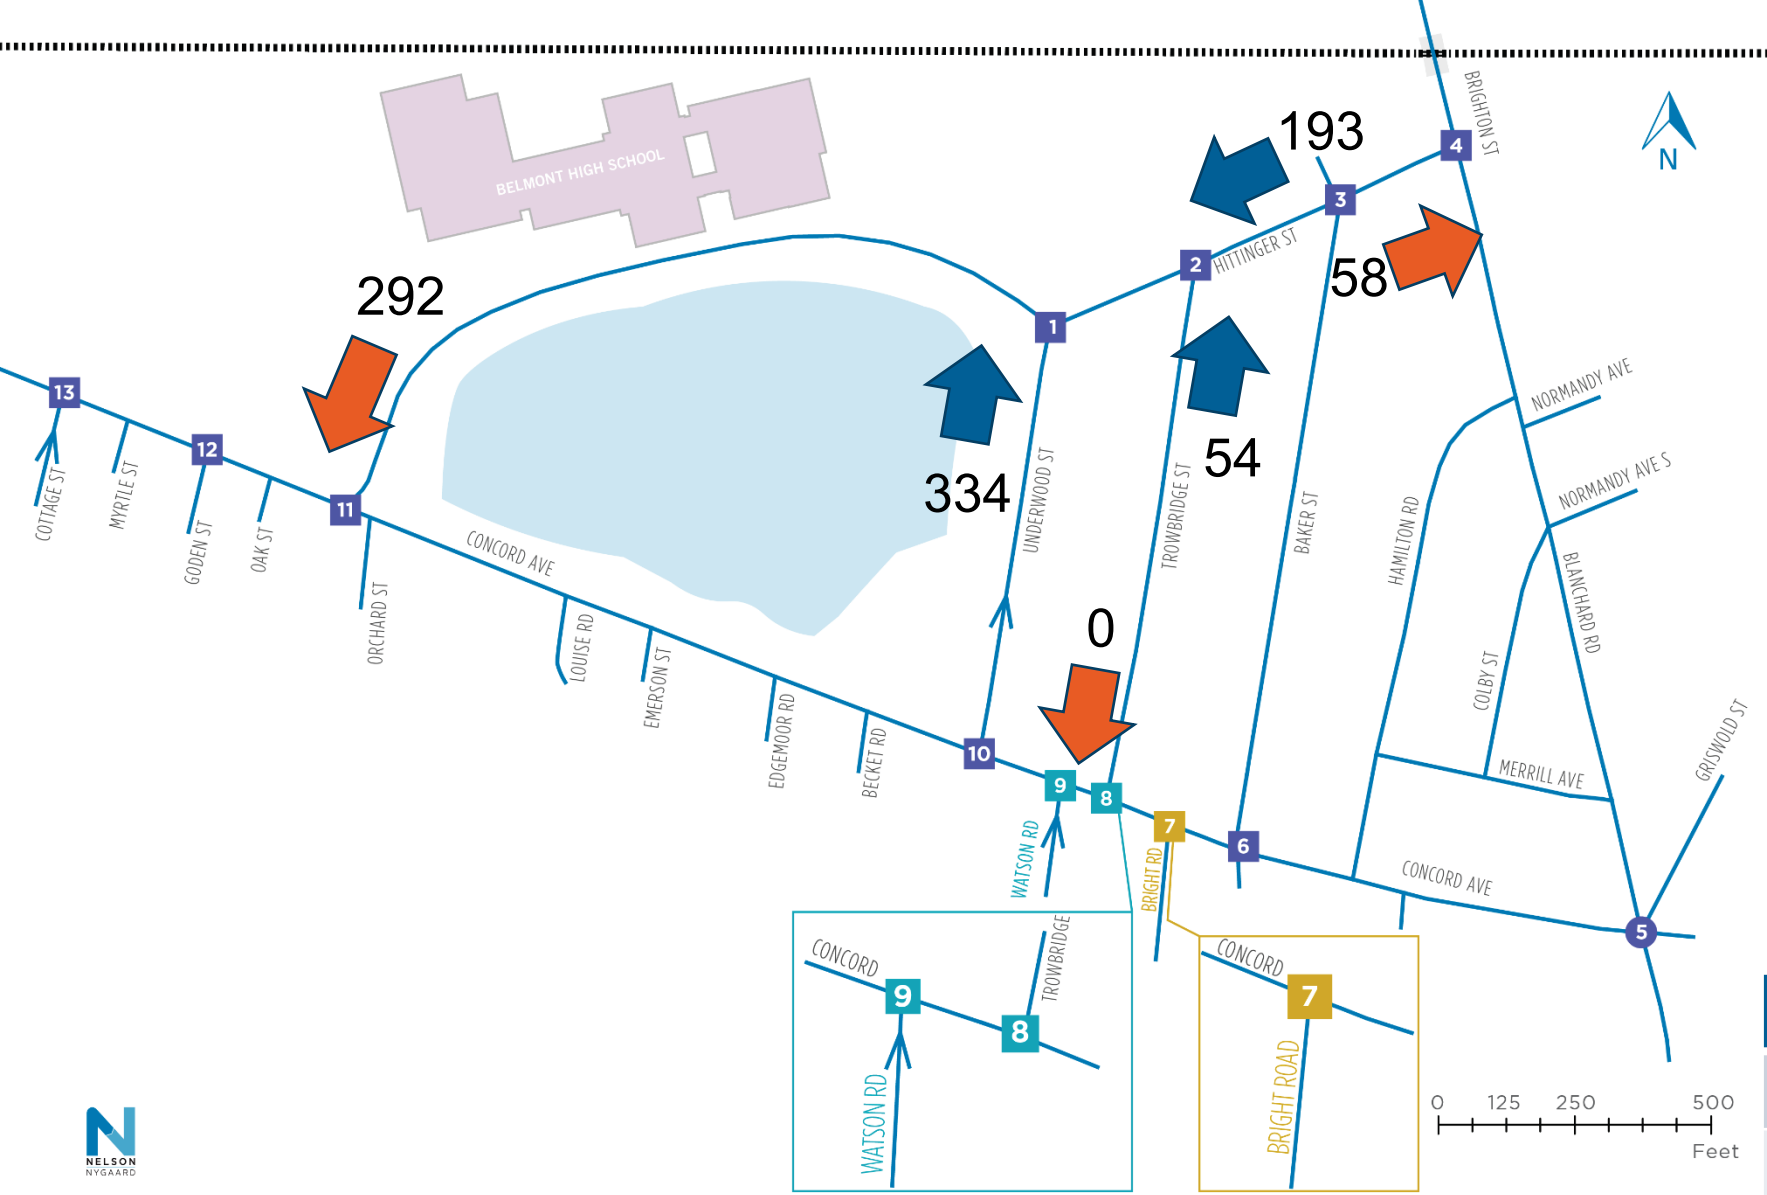 BRIGHTON ST
193
4
N
BELMONT HIGH SCHOOL
3
HITTINGER ST
2
58
292
1
13
NORMANDY AVE
12
54
334
UNDERWOOD ST
TROWBRIDGE ST
BAKER ST
HAMILTON RD
NORMANDY AVE S
COTTAGE ST
MYRTLE ST
GODEN ST
OAK ST
11
CONCORD AVE
ORCHARD ST
LOUISE RD
EMERSON ST
EDGEMOOR RD
BECKET RD
0
BLANCHARD RD
COLBY ST
GRISWOLD ST
MERRILL AVE
10
9
8
7
6
WATSON RD
BRIGHT RD
CONCORD AVE
5
CONCORD
9
8
TROWBRIDGE
WATSON RD
CONCORD
7
BRIGHT ROAD
0 125 250 500
Feet
NELSON
NYGAARD